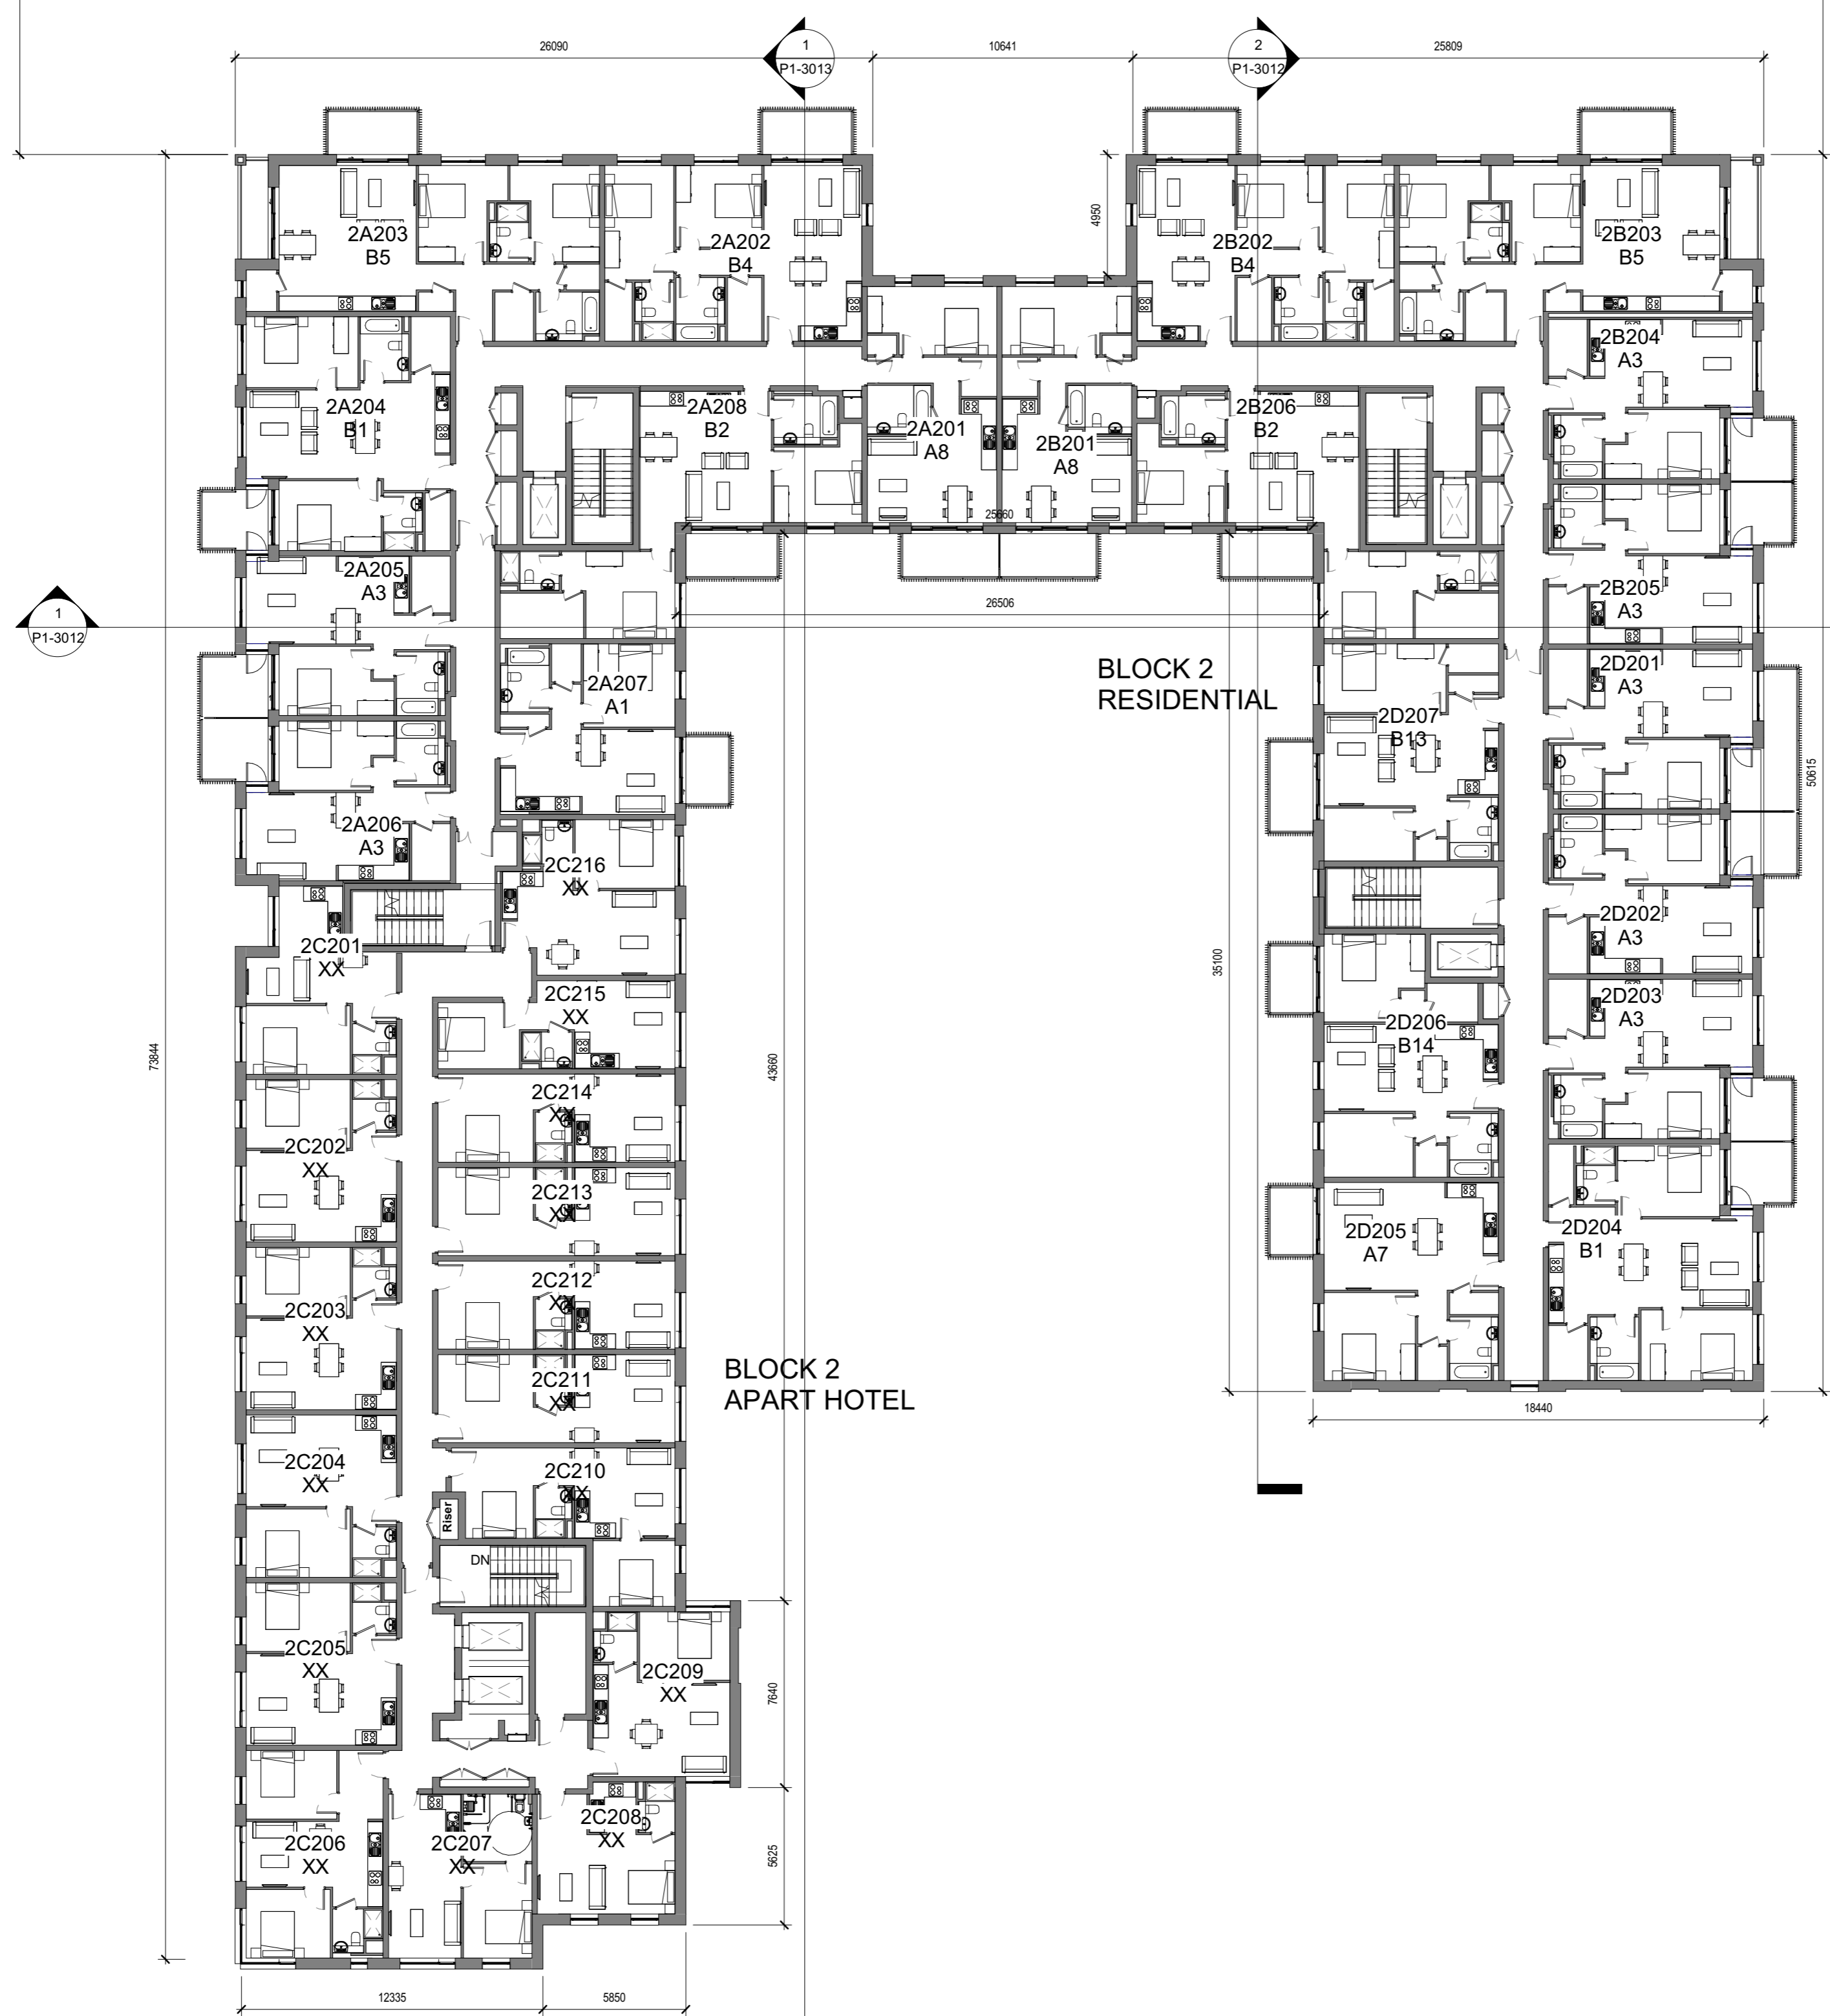 26090
1
P1-3013
10641
2
P1-3012
25809
4950
2A203
B5
2A202
B4
2B202
B4
2B203
B5
2A204
B1
2A208
B2
2A201
A8
2B201
A8
2B206
B2
2B204
A3
25660
2A205
A3
2B205
A3
1
P1-3012
26506
2A207
A1
BLOCK 2
RESIDENTIAL
2D207
B13
2D201
A3
50615
2A206
A3
2C216
XX
2C201
XX
2D202
A3
35100
2C215
XX
2D206
B14
2D203
A3
73844
43660
2C214
XX
2C202
XX
2C213
XX
2D205
A7
2D204
B1
2C212
XX
2C203
XX
2C211
XX
BLOCK 2
APART HOTEL
18440
2C204
XX
2C210
XX
Riser
DN
2C205
XX
2C209
XX
7640
2C206
XX
2C207
XX
2C208
XX
5625
12335
5850